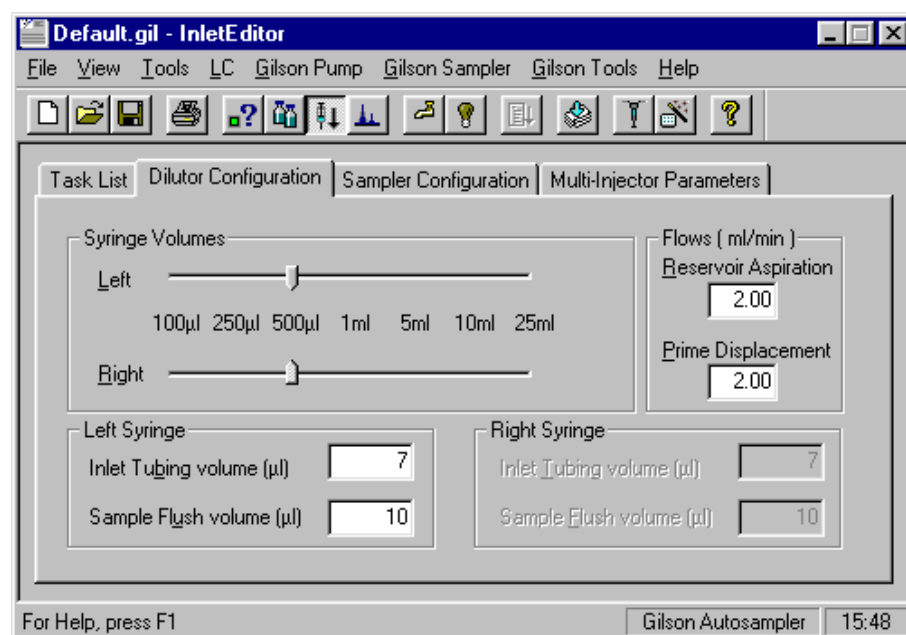 Default.gil - InletEditor
File View Tools LC Gilson Pump Gilson Sampler Gilson Tools Help
Task List Dilutor Configuration Sampler Configuration Multi-Injector Parameters
Syringe Volumes
Left
100µl 250µl 500µl 1ml 5ml 10ml 25ml
Right
Flows ( ml/min )
Reservoir Aspiration
2.00
Prime Displacement
2.00
Left Syringe
Inlet Tubing volume (µl) 7
Sample Flush volume (µl) 10
Right Syringe
Inlet Tubing volume (µl) 7
Sample Flush volume (µl) 10
For Help, press F1 Gilson Autosampler 15:48